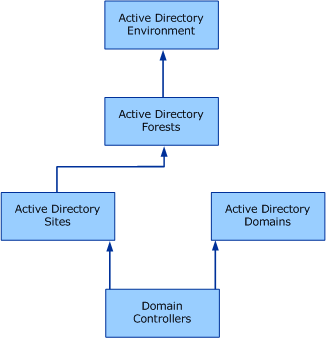 Active Directory
Environment
Active Directory
Forests
Active Directory
Sites
Active Directory
Domains
Domain
Controllers